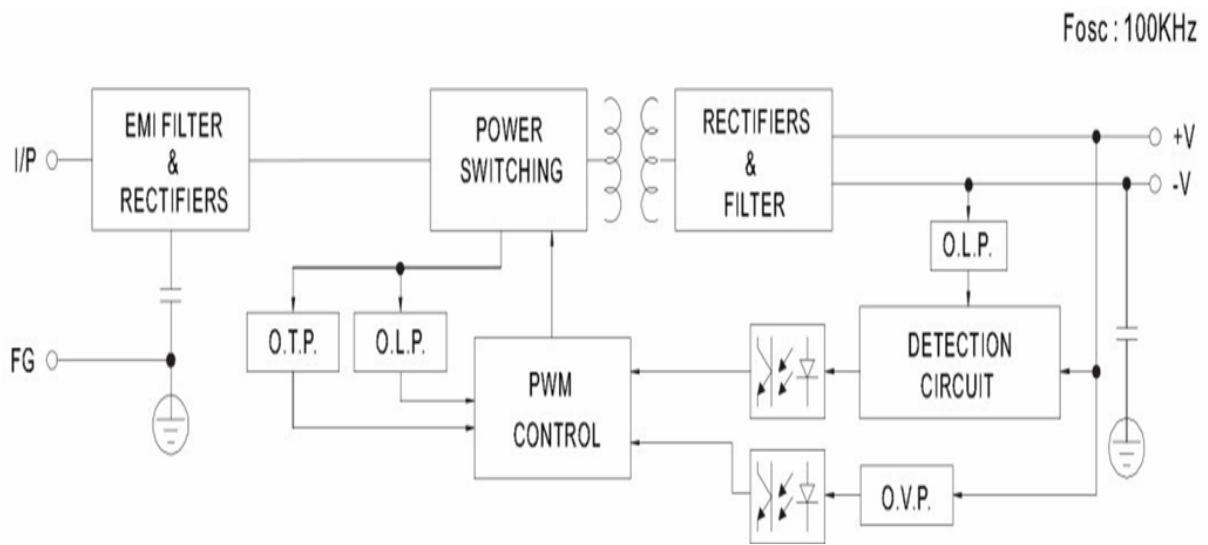 Fosc : 100KHz
I/P
EMI FILTER
&
RECTIFIERS
POWER
SWITCHING
RECTIFIERS
&
FILTER
+V
-V
O.L.P.
O.T.P.
O.L.P.
FG
PWM
CONTROL
DETECTION
CIRCUIT
O.V.P.